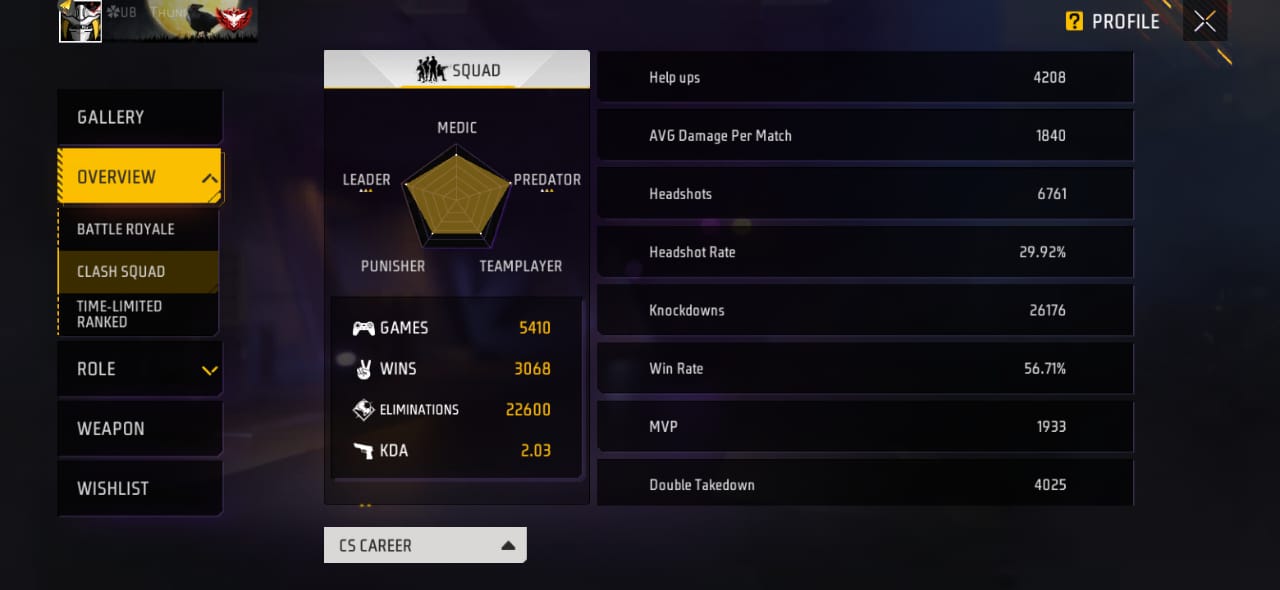 UB Thun
? PROFILE
GALLERY
OVERVIEW
BATTLE ROYALE
CLASH SQUAD
TIME-LIMITED
RANKED
ROLE
WEAPON
WISHLIST
SQUAD
MEDIC
LEADER
PREDATOR
PUNISHER
TEAMPLAYER
GAMES 5410
WINS 3068
ELIMINATIONS 22600
KDA 2.03
CS CAREER
Help ups 4208
AVG Damage Per Match 1840
Headshots 6761
Headshot Rate 29.92%
Knockdowns 26176
Win Rate 56.71%
MVP 1933
Double Takedown 4025